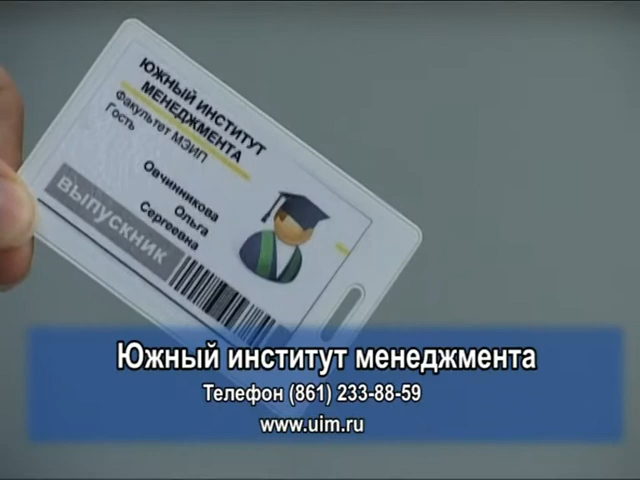 ЮЖНЫЙ ИНСТИТУТ
МЕНЕДЖМЕНТА
Факультет МЭИП
Гость
Овчинникова
Ольга
Сергеевна
ВЫПУСКНИК
Южный институт менеджмента
Телефон (861) 233-88-59
www.uim.ru